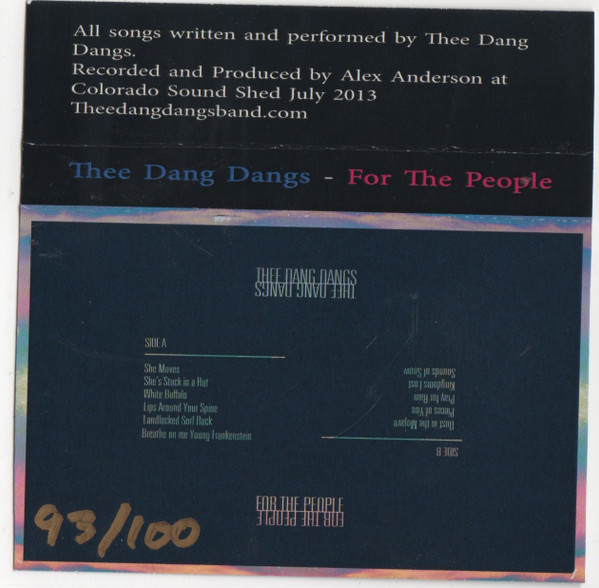 All songs written and performed by Thee Dang
Dangs.
Recorded and Produced by Alex Anderson at
Colorado Sound Shed July 2013
Theedangdangsband.com
Thee Dang Dangs - For The People
THEE DANG DANGS
THEE DANG DANGS
SIDE A
She Moves
She's Stuck in a Rut
White Buffalo
Lips Around Your Spine
Landlocked Surf Rock
Breathe on me Young Frankenstein
SIDE B
Dust in the Mojave
Pieces of You
Pray for Rain
Kingdoms Lost
Sounds of Snow
FOR THE PEOPLE
FOR THE PEOPLE
93/100